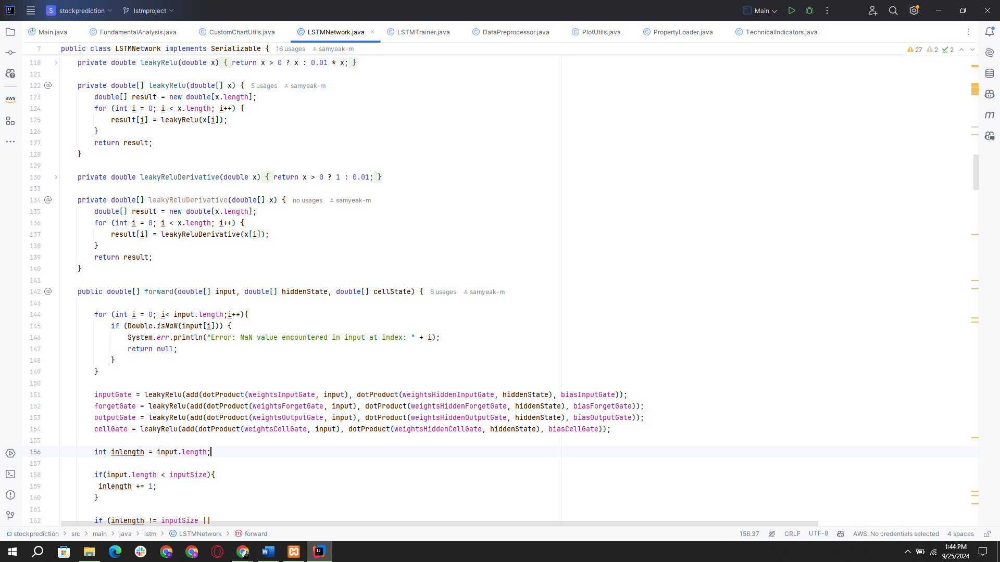 stockprediction lstmproject Main
Main.java FundamentalAnalysis.java CustomChartUtils.java LSTMNetwork.java LSTMTrainer.java DataPreprocessor.java PlotUtils.java PropertyLoader.java TechnicalIndicators.java
7 public class LSTMNetwork implements Serializable { 16 usages samyeak-m 27 2 2
118 private double leakyRelu(double x) { return x > 0 ? x : 0.01 * x; }
121
122 private double[] leakyRelu(double[] x) { 5 usages samyeak-m
123 double[] result = new double[x.length];
124 for (int i = 0; i < x.length; i++) {
125 result[i] = leakyRelu(x[i]);
126 }
127 return result;
128 }
129
130 private double leakyReluDerivative(double x) { return x > 0 ? 1 : 0.01; }
133
134 private double[] leakyReluDerivative(double[] x) { no usages samyeak-m
135 double[] result = new double[x.length];
136 for (int i = 0; i < x.length; i++) {
137 result[i] = leakyReluDerivative(x[i]);
138 }
139 return result;
140 }
141
142 public double[] forward(double[] input, double[] hiddenState, double[] cellState) { 6 usages samyeak-m
143
144 for (int i = 0; i< input.length;i++){
145 if (Double.isNaN(input[i])) {
146 System.err.println("Error: NaN value encountered in input at index: " + i);
147 return null;
148 }
149 }
150
151 inputGate = leakyRelu(add(dotProduct(weightsInputGate, input), dotProduct(weightsHiddenInputGate, hiddenState), biasInputGate));
152 forgetGate = leakyRelu(add(dotProduct(weightsForgetGate, input), dotProduct(weightsHiddenForgetGate, hiddenState), biasForgetGate));
153 outputGate = leakyRelu(add(dotProduct(weightsOutputGate, input), dotProduct(weightsHiddenOutputGate, hiddenState), biasOutputGate));
154 cellGate = leakyRelu(add(dotProduct(weightsCellGate, input), dotProduct(weightsHiddenCellGate, hiddenState), biasCellGate));
155
156 int inlength = input.length;
157
158 if(input.length < inputSize){
159 inlength += 1;
160 }
161
162 if (inlength != inputSize ||
stockprediction > src > main > java > lstm > LSTMNetwork > forward 156:37 CRLF UTF-8 AWS: No credentials selected 4 spaces
1:44 PM
9/25/2024